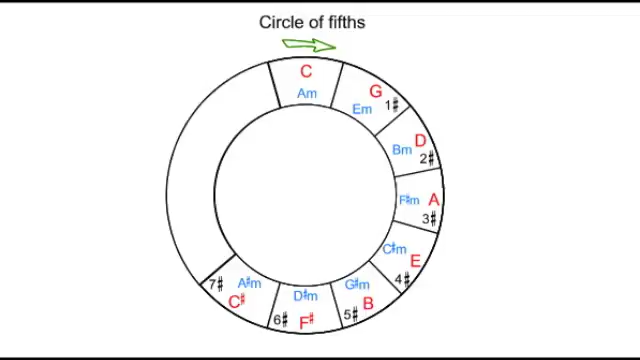 Circle of fifths
C
Am
G
Em
1♯
D
Bm
2♯
A
F♯m
3♯
E
C♯m
4♯
B
G♯m
5♯
F♯
D♯m
6♯
C♯
A♯m
7♯